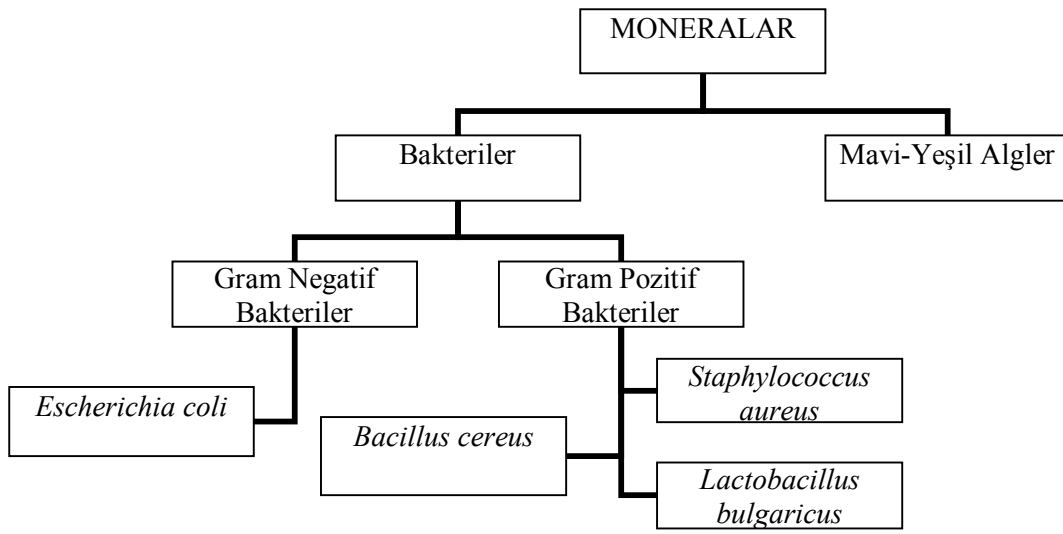 MONERALAR
Bakteriler
Mavi-Yeşil Algler
Gram Negatif
Bakteriler
Gram Pozitif
Bakteriler
Escherichia coli
Bacillus cereus
Staphylococcus
aureus
Lactobacillus
bulgaricus